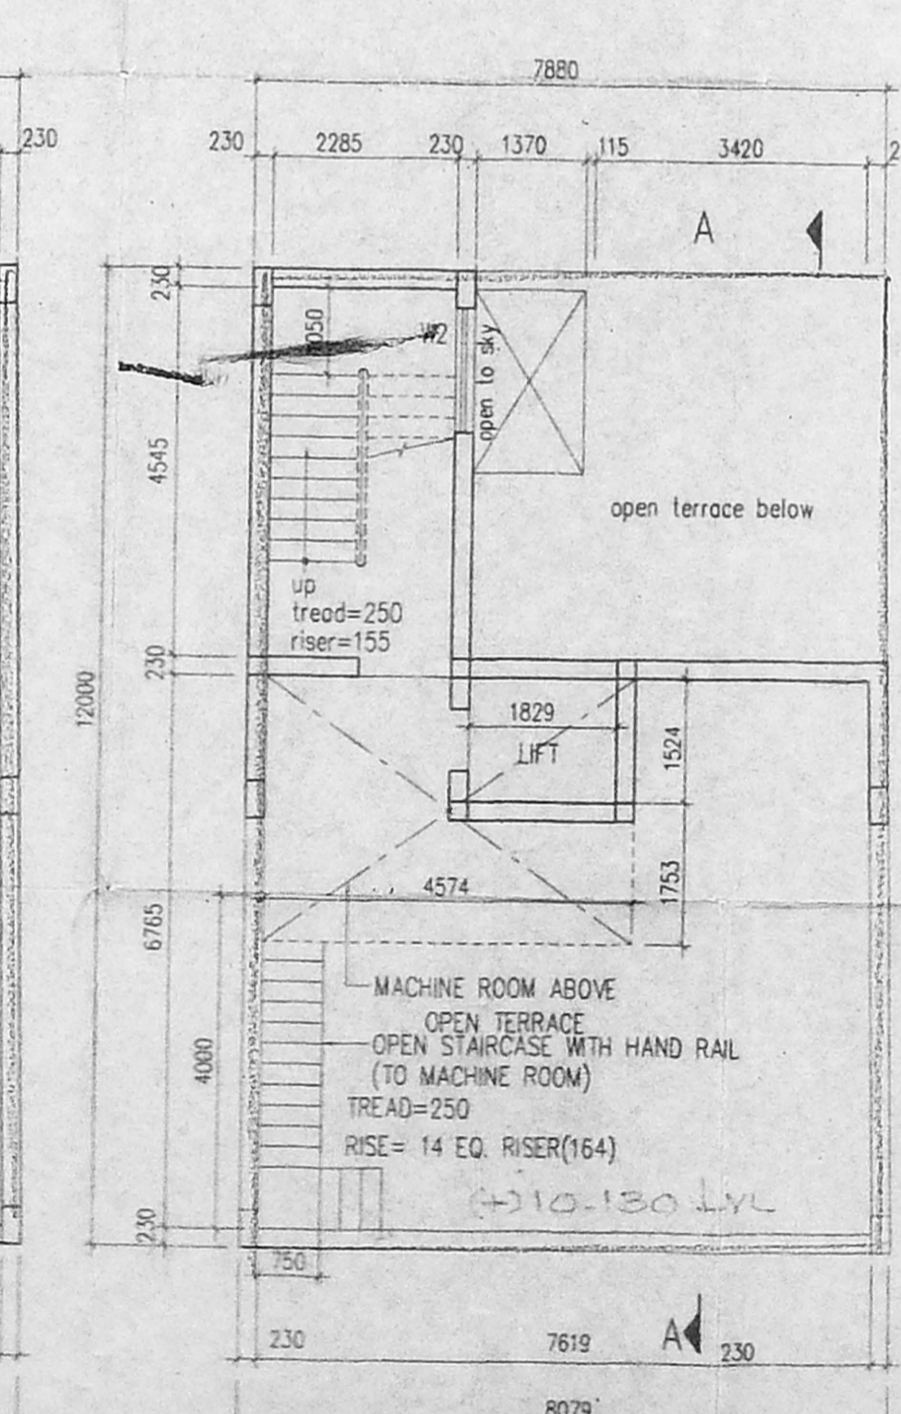 7880
230 230 2285 230 1370 115 3420 2
A
230
050
W2
open to sky
4545
open terrace below
up
tread=250
riser=155
230
12000
1829
LIFT
1524
4574
1753
6765
MACHINE ROOM ABOVE
OPEN TERRACE
OPEN STAIRCASE WITH HAND RAIL
(TO MACHINE ROOM)
4000
TREAD=250
RISE= 14 EQ. RISER(164)
(+)10.130 LVL
230
750
230 7619 A 230
8079